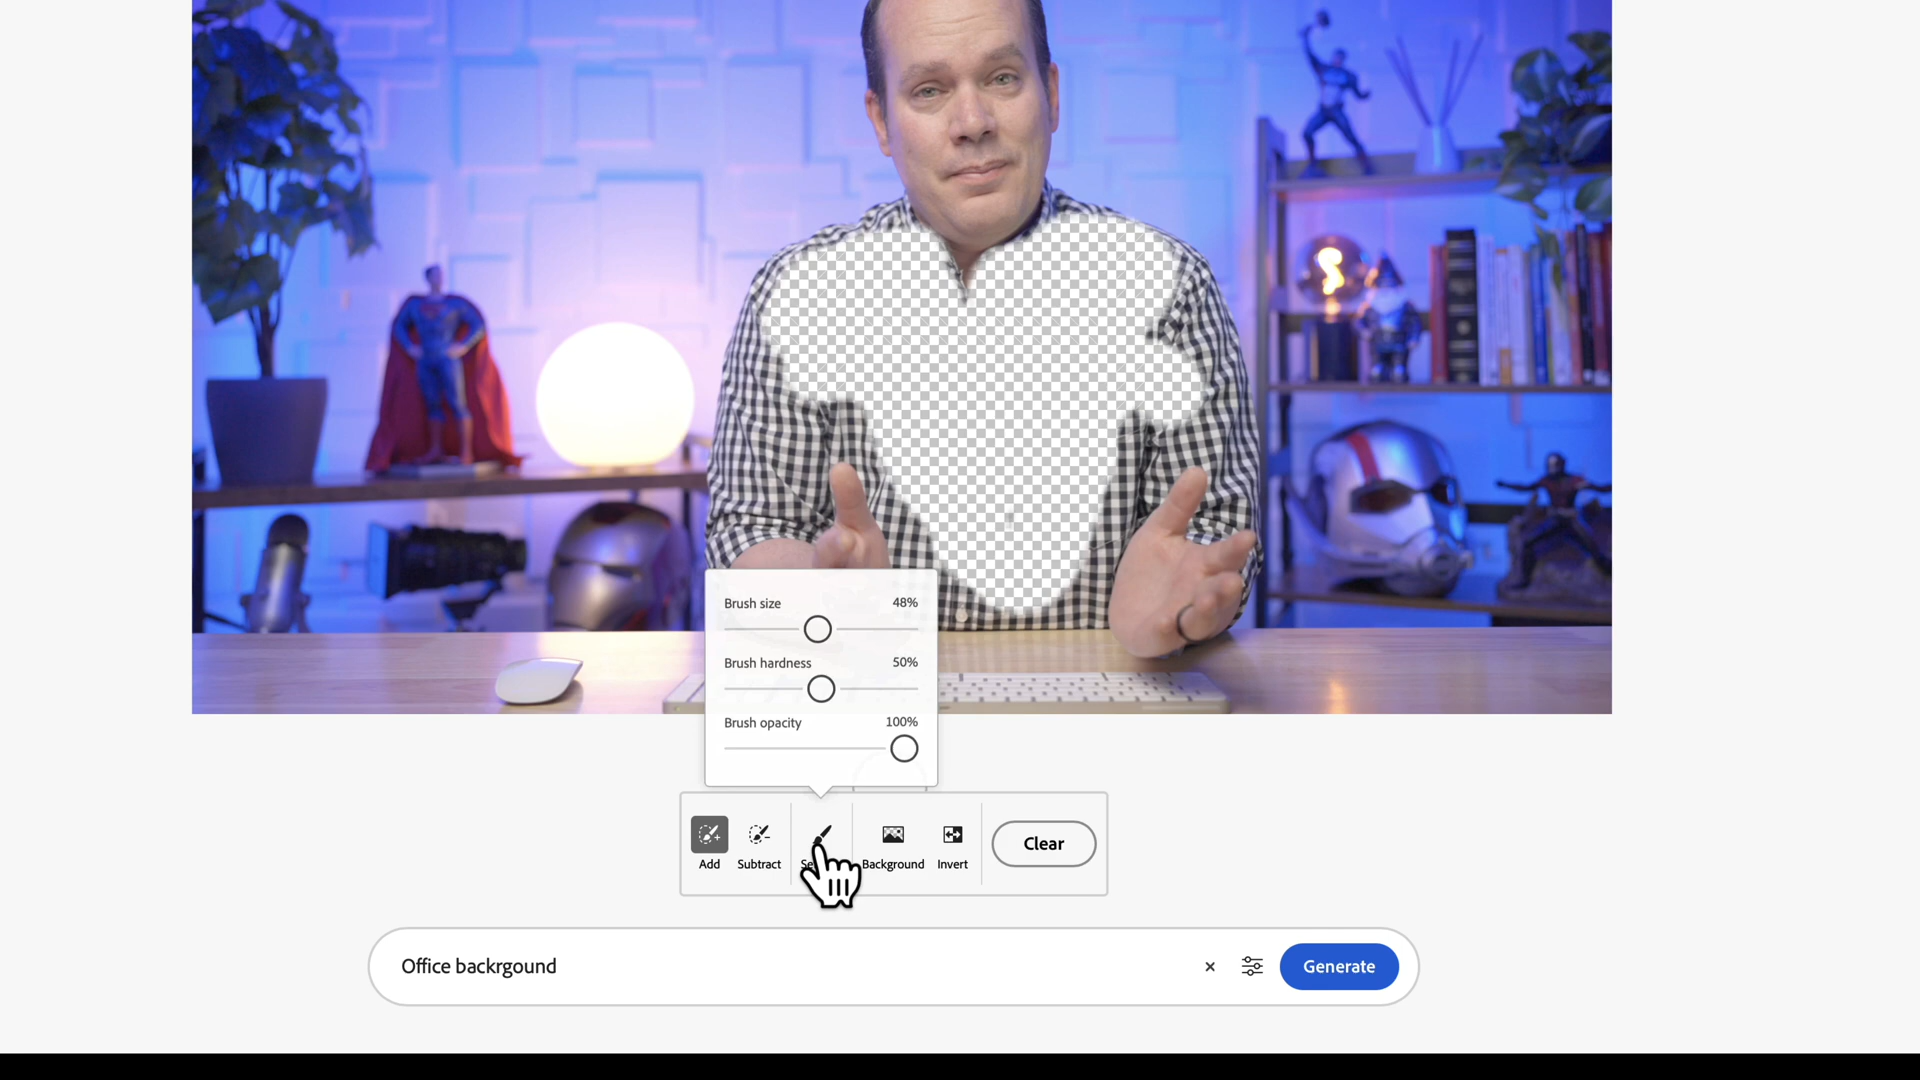 Brush size 48%
Brush hardness 50%
Brush opacity 100%
Add Subtract Background Invert Clear
Office backrgound × Generate